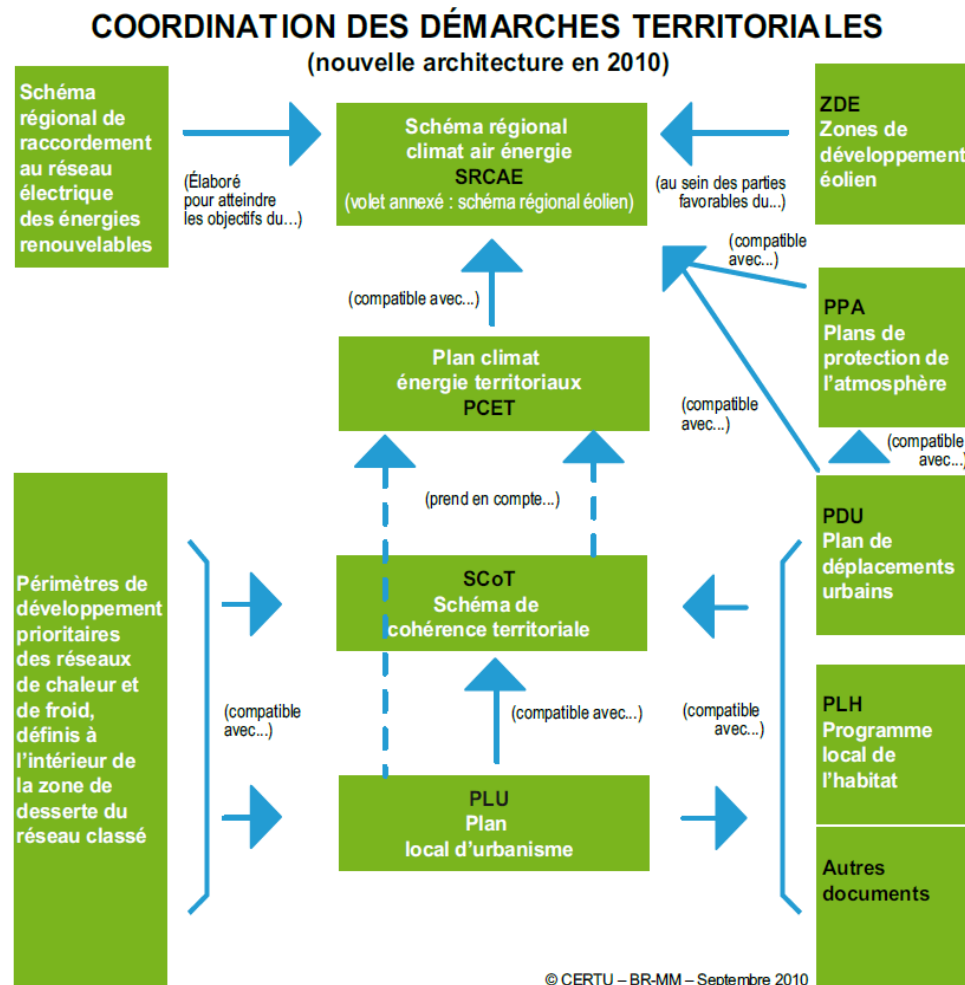 COORDINATION DES DÉMARCHES TERRITORIALES
(nouvelle architecture en 2010)
Schéma
régional de
raccordement
au réseau
électrique
des énergies
renouvelables
(Élaboré
pour atteindre
les objectifs du...)
Schéma régional
climat air énergie
SRCAE
(volet annexé : schéma régional éolien)
(au sein des parties
favorables du...)
ZDE
Zones de
développement
éolien
(compatible
avec...)
(compatible avec...)
PPA
Plans de
protection de
l’atmosphère
Plan climat
énergie territoriaux
PCET
(compatible
avec...)
(compatible
avec...)
(prend en compte...)
PDU
Plan de
déplacements
urbains
Périmètres de
développement
prioritaires
des réseaux
de chaleur et
de froid,
définis à
l’intérieur de
la zone de
desserte du
réseau classé
SCoT
Schéma de
cohérence territoriale
(compatible
avec...)
(compatible avec...)
(compatible
avec...)
PLH
Programme
local de
l’habitat
PLU
Plan
local d’urbanisme
Autres
documents
© CERTU – BR-MM – Septembre 2010